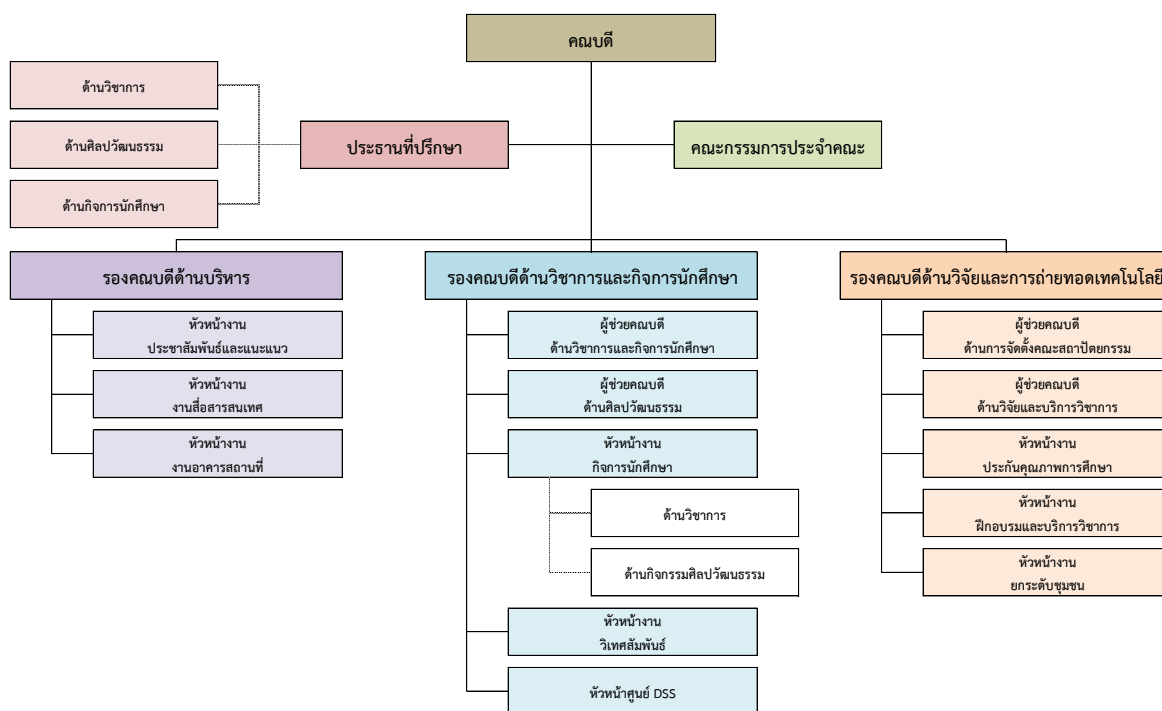 คณบดี
ด้านวิชาการ
ด้านศิลปวัฒนธรรม
ด้านกิจการนักศึกษา
ประธานที่ปรึกษา
คณะกรรมการประจำคณะ
รองคณบดีด้านบริหาร
หัวหน้างาน
ประชาสัมพันธ์และแนะแนว
หัวหน้างาน
งานสื่อสารสนเทศ
หัวหน้างาน
งานอาคารสถานที่
รองคณบดีด้านวิชาการและกิจการนักศึกษา
ผู้ช่วยคณบดี
ด้านวิชาการและกิจการนักศึกษา
ผู้ช่วยคณบดี
ด้านศิลปวัฒนธรรม
หัวหน้างาน
กิจการนักศึกษา
ด้านวิชาการ
ด้านกิจกรรมศิลปวัฒนธรรม
หัวหน้างาน
วิเทศสัมพันธ์
หัวหน้าศูนย์ DSS
รองคณบดีด้านวิจัยและการถ่ายทอดเทคโนโลยี
ผู้ช่วยคณบดี
ด้านการจัดตั้งคณะสถาปัตยกรรม
ผู้ช่วยคณบดี
ด้านวิจัยและบริการวิชาการ
หัวหน้างาน
ประกันคุณภาพการศึกษา
หัวหน้างาน
ฝึกอบรมและบริการวิชาการ
หัวหน้างาน
ยกระดับชุมชน